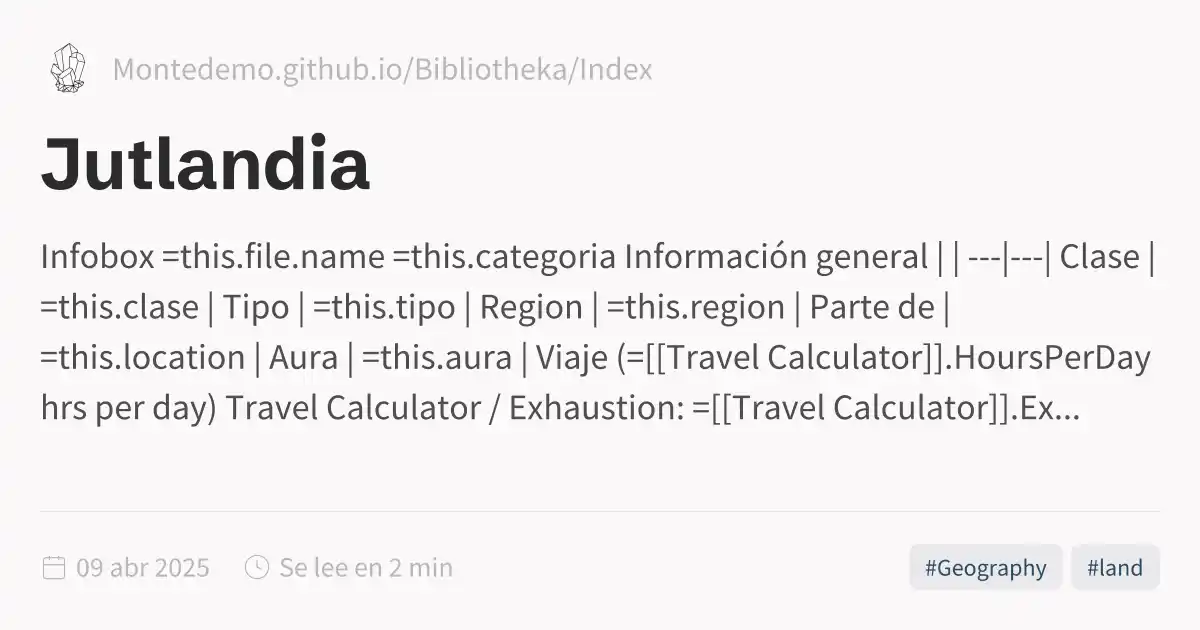 Montedemo.github.io/Bibliotheka/Index
Jutlandia
Infobox =this.file.name =this.categoria Información general | | ---|---| Clase |
=this.clase | Tipo | =this.tipo | Region | =this.region | Parte de |
=this.location | Aura | =this.aura | Viaje (=[[Travel Calculator]].HoursPerDay
hrs per day) Travel Calculator / Exhaustion: =[[Travel Calculator]].Ex...
09 abr 2025 Se lee en 2 min #Geography #land